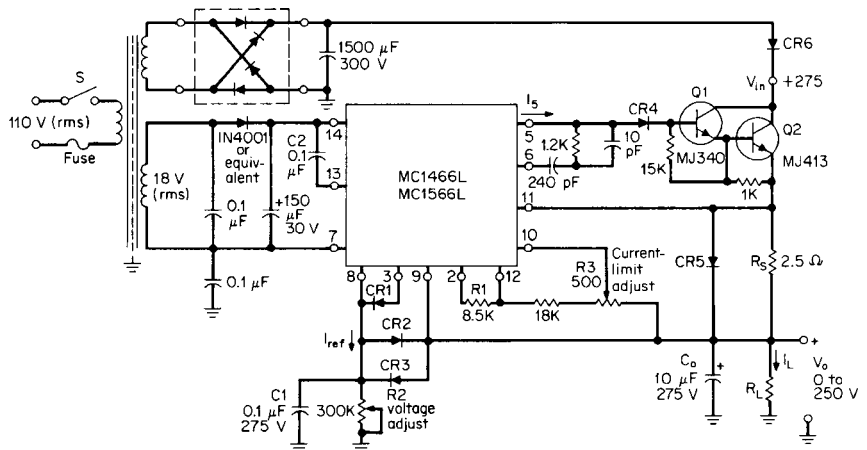 S
110 V (rms)
Fuse
1500 μF
300 V
CR6
Vin
+275
I5
18 V
(rms)
IN4001
or
equiv-
alent
C2
0.1
μF
14
13
7
0.1
μF
+150
μF
30 V
0.1 μF
MC1466L
MC1566L
5
6
11
10
1.2K
10
pF
240 pF
CR4
Q1
MJ340
15K
Q2
MJ413
1K
8
3
9
2
12
CR1
R1
8.5K
18K
R3
500
Current-
limit
adjust
CR5
RS
2.5 Ω
Iref
CR2
CR3
C1
0.1 μF
275 V
300K
R2
voltage
adjust
Co
+
10 μF
275 V
IL
RL
+
Vo
0 to
250 V